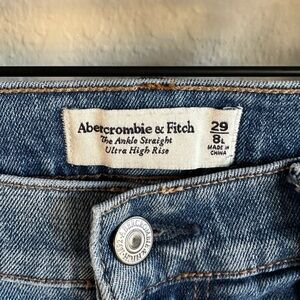 Abercrombie & Fitch
The Ankle Straight
Ultra High Rise
29
8L
MADE IN
CHINA